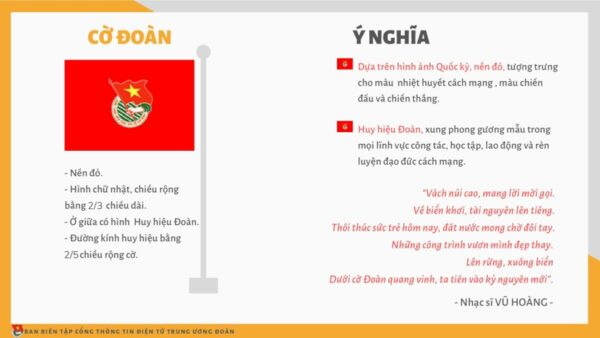 CỜ ĐOÀN
- Nền đỏ.
- Hình chữ nhật, chiều rộng
bằng 2/3 chiều dài.
- Ở giữa có hình Huy hiệu Đoàn.
- Đường kính huy hiệu bằng
2/5 chiều rộng cờ.
Ý NGHĨA
Dựa trên hình ảnh Quốc kỳ, nền đỏ, tượng trưng
cho màu nhiệt huyết cách mạng , màu chiến
đấu và chiến thắng.
Huy hiệu Đoàn, xung phong gương mẫu trong
mọi lĩnh vực công tác, học tập, lao động và rèn
luyện đạo đức cách mạng.
"Vách núi cao, mang lời mời gọi.
Về biển khơi, tài nguyên lên tiếng.
Thôi thúc sức trẻ hôm nay, đất nước mong chờ đôi tay.
Những công trình vươn mình đẹp thay.
Lên rừng, xuông biển
Dưới cờ Đoàn quang vinh, ta tiên vào kỷ nguyên mới".
- Nhạc sĩ VŨ HOÀNG -
BAN BIÊN TẬP CỔNG THÔNG TIN ĐIỆN TỬ TRUNG ƯƠNG ĐOÀN